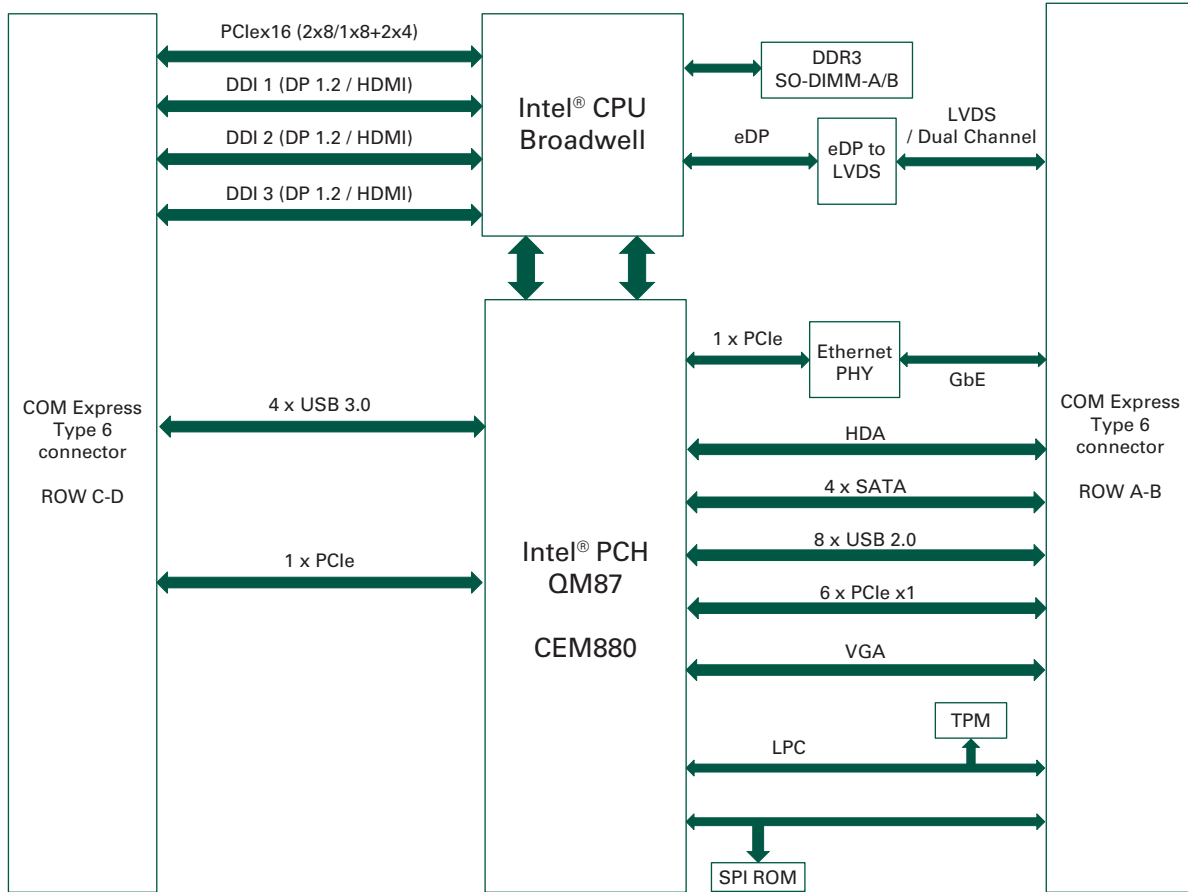 PCIex16 (2x8/1x8+2x4)
DDI 1 (DP 1.2 / HDMI)
DDI 2 (DP 1.2 / HDMI)
DDI 3 (DP 1.2 / HDMI)
Intel® CPU
Broadwell
DDR3
SO-DIMM-A/B
eDP
eDP to
LVDS
LVDS
/ Dual Channel
COM Express
Type 6
connector
ROW C-D
4 x USB 3.0
1 x PCIe
Intel® PCH
QM87
CEM880
1 x PCIe
Ethernet
PHY
GbE
HDA
4 x SATA
8 x USB 2.0
6 x PCIe x1
VGA
TPM
LPC
SPI ROM
COM Express
Type 6
connector
ROW A-B